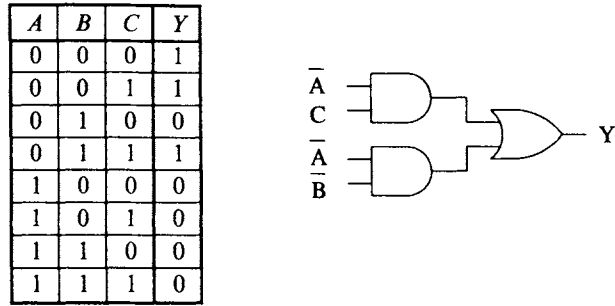 A B C Y
0 0 0 1
0 0 1 1
0 1 0 0
0 1 1 1
1 0 0 0
1 0 1 0
1 1 0 0
1 1 1 0
A̅
C
A̅
B̅
Y